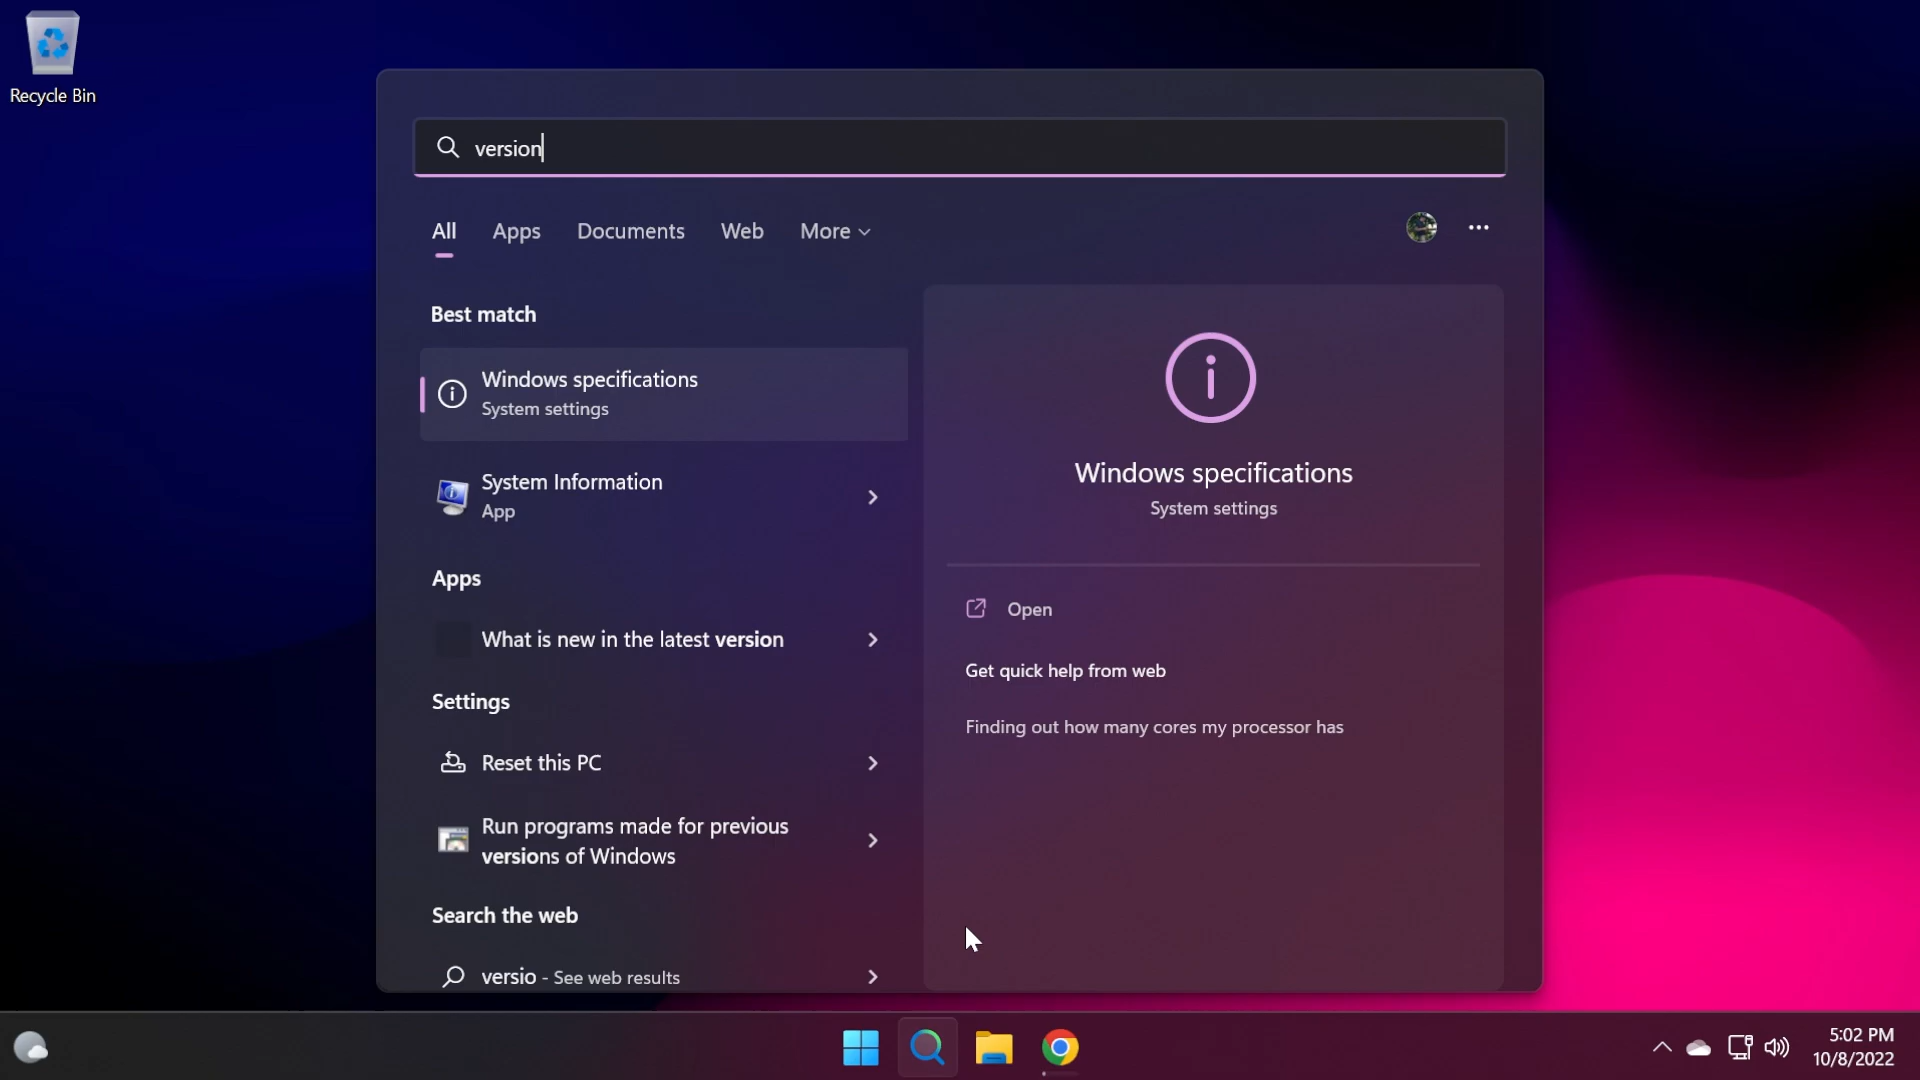 Recycle Bin
version
All Apps Documents Web More
Best match
Windows specifications
System settings
System Information
App
Apps
What is new in the latest version
Settings
Reset this PC
Run programs made for previous
versions of Windows
Search the web
versio - See web results
Windows specifications
System settings
Open
Get quick help from web
Finding out how many cores my processor has
5:02 PM
10/8/2022